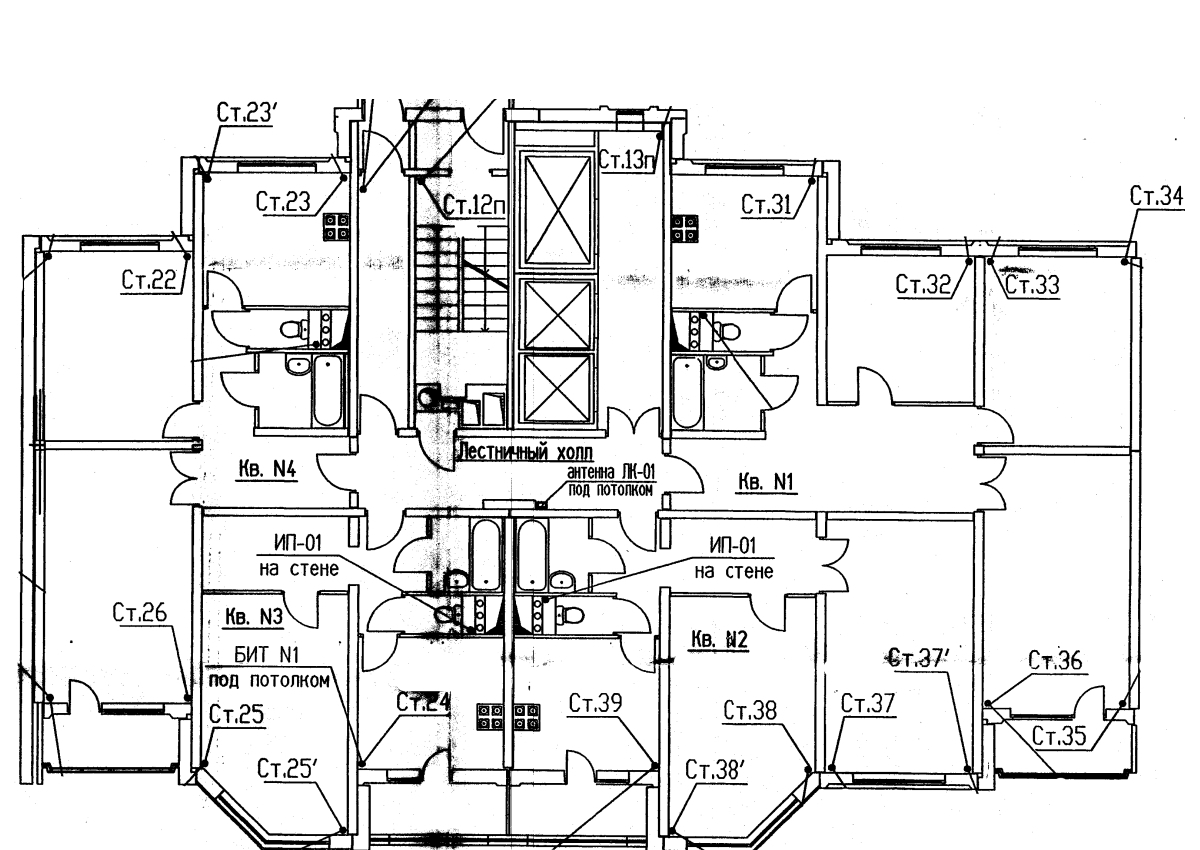 Ст.23'
Ст.13п
Ст.23
Ст.12п
Ст.31
Ст.34
Ст.22
Ст.32
Ст.33
Лестничный холл
Кв. N4
антенна ЛК-01
под потолком
Кв. N1
ИП-01
на стене
ИП-01
на стене
Ст.26
Кв. N3
Кв. N2
БИТ N1
под потолком
Ст.37'
Ст.36
Ст.25
Ст.24
Ст.39
Ст.38
Ст.37
Ст.35
Ст.25'
Ст.38'